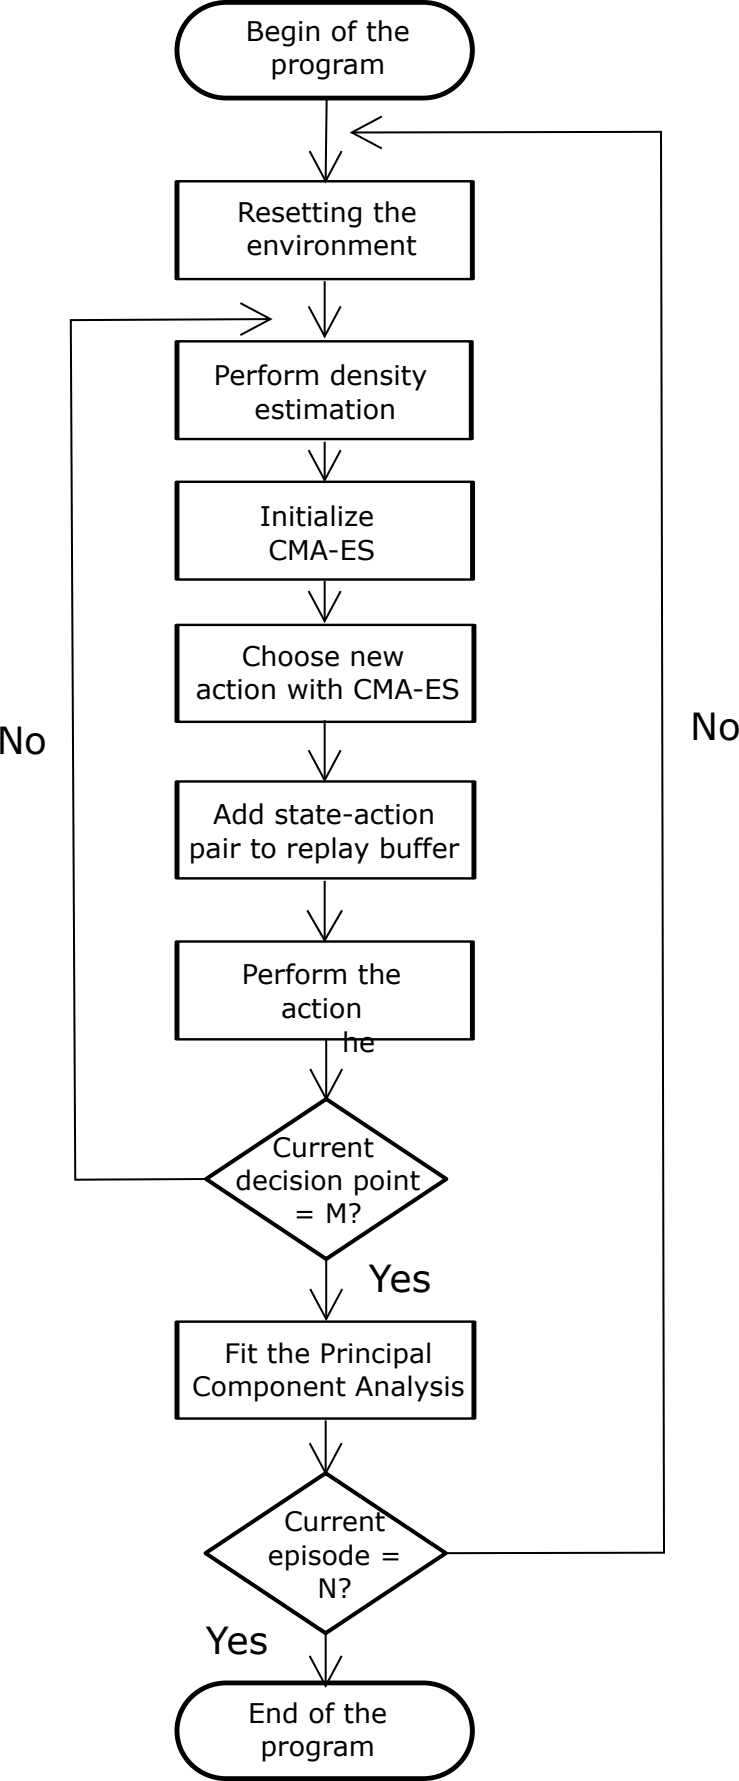 Begin of the
program
Resetting the
environment
Perform density
estimation
Initialize
CMA-ES
Choose new
action with CMA-ES
No
No
Add state-action
pair to replay buffer
Perform the
action
he
Current
decision point
= M?
Yes
Fit the Principal
Component Analysis
Current
episode =
N?
Yes
End of the
program